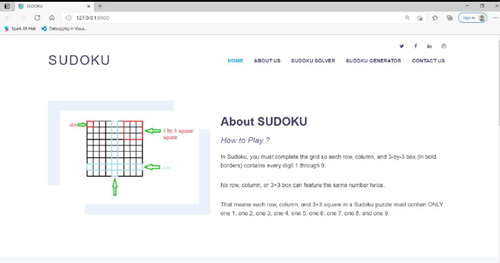 SUDOKU
127.0.0.1:8000
Sign in
Spark AR Hub
Debugging in Visua...
SUDOKU
HOME ABOUT US SUDOKU SOLVER SUDOKU GENERATOR CONTACT US
3 by 3 square
square
About SUDOKU
How to Play ?
In Sudoku, you must complete the grid so each row, column, and 3-by-3 box (in bold
borders) contains every digit 1 through 9.
No row, column, or 3×3 box can feature the same number twice.
That means each row, column, and 3×3 square in a Sudoku puzzle must contain ONLY
one 1, one 2, one 3, one 4, one 5, one 6, one 7, one 8, and one 9.